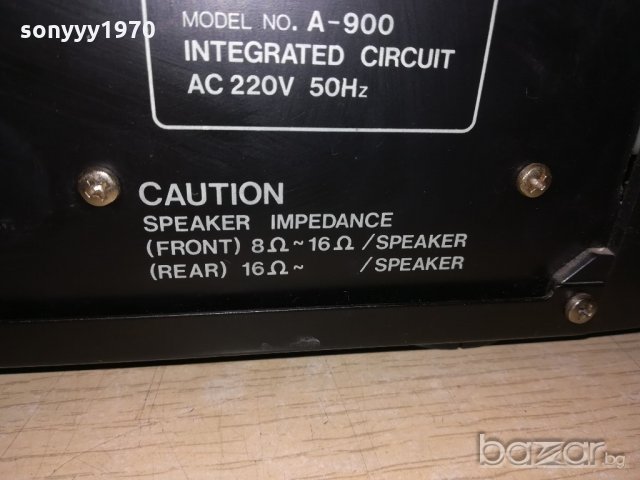 sonyyy1970
MODEL NO. A-900
INTEGRATED CIRCUIT
AC 220V 50Hz
CAUTION
SPEAKER IMPEDANCE
(FRONT) 8Ω~16Ω /SPEAKER
(REAR) 16Ω~ /SPEAKER
bazar.bg